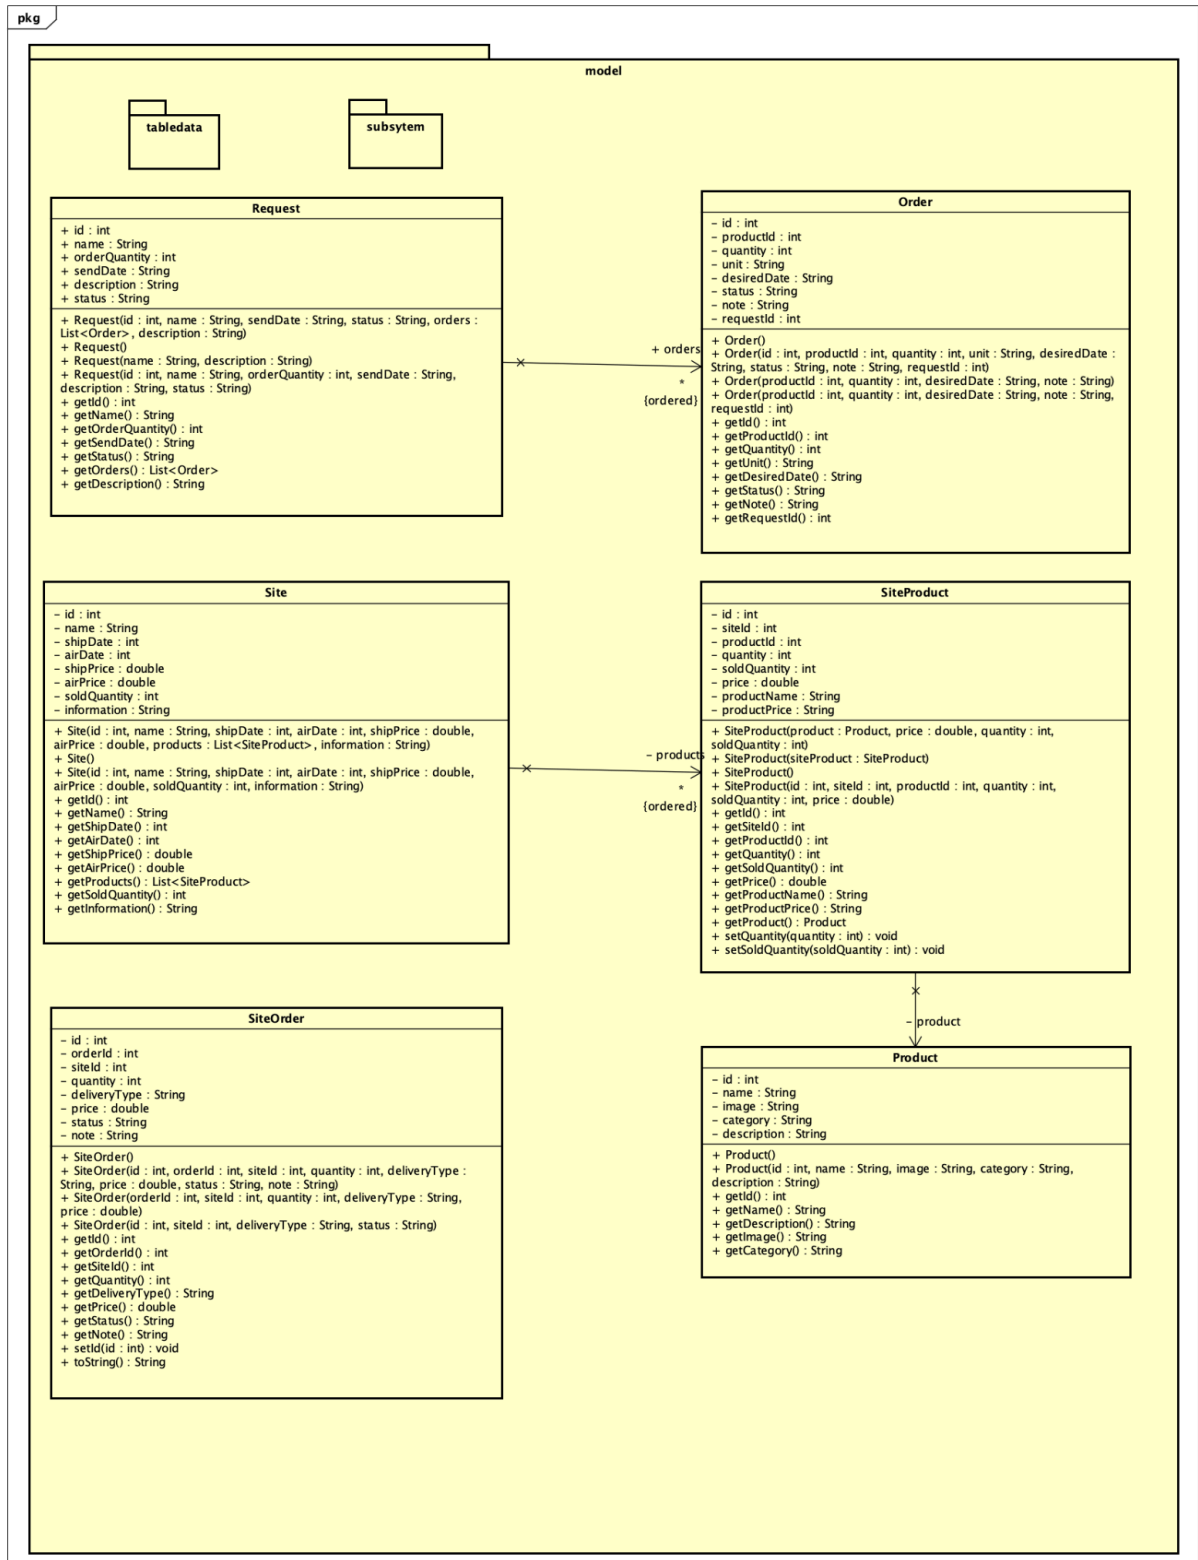 pkg
model
tabledata
subsytem
Request
+ id : int
+ name : String
+ orderQuantity : int
+ sendDate : String
+ description : String
+ status : String
+ Request(id : int, name : String, sendDate : String, status : String, orders :
List<Order>, description : String)
+ Request()
+ Request(name : String, description : String)
+ Request(id : int, name : String, orderQuantity : int, sendDate : String,
description : String, status : String)
+ getId() : int
+ getName() : String
+ getOrderQuantity() : int
+ getSendDate() : String
+ getStatus() : String
+ getOrders() : List<Order>
+ getDescription() : String
+ orders
*
{ordered}
Order
- id : int
- productId : int
- quantity : int
- unit : String
- desiredDate : String
- status : String
- note : String
- requestId : int
+ Order()
+ Order(id : int, productId : int, quantity : int, unit : String, desiredDate :
String, status : String, note : String, requestId : int)
+ Order(productId : int, quantity : int, desiredDate : String, note : String)
+ Order(productId : int, quantity : int, desiredDate : String, note : String,
requestId : int)
+ getId() : int
+ getProductId() : int
+ getQuantity() : int
+ getUnit() : String
+ getDesiredDate() : String
+ getStatus() : String
+ getNote() : String
+ getRequestId() : int
Site
- id : int
- name : String
- shipDate : int
- airDate : int
- shipPrice : double
- airPrice : double
- soldQuantity : int
- information : String
+ Site(id : int, name : String, shipDate : int, airDate : int, shipPrice : double,
airPrice : double, products : List<SiteProduct>, information : String)
+ Site()
+ Site(id : int, name : String, shipDate : int, airDate : int, shipPrice : double,
airPrice : double, soldQuantity : int, information : String)
+ getId() : int
+ getName() : String
+ getShipDate() : int
+ getAirDate() : int
+ getShipPrice() : double
+ getAirPrice() : double
+ getProducts() : List<SiteProduct>
+ getSoldQuantity() : int
+ getInformation() : String
- products
*
{ordered}
SiteProduct
- id : int
- siteId : int
- productId : int
- quantity : int
- soldQuantity : int
- price : double
- productName : String
- productPrice : String
+ SiteProduct(product : Product, price : double, quantity : int,
soldQuantity : int)
+ SiteProduct(siteProduct : SiteProduct)
+ SiteProduct()
+ SiteProduct(id : int, siteId : int, productId : int, quantity : int,
soldQuantity : int, price : double)
+ getId() : int
+ getSiteId() : int
+ getProductId() : int
+ getQuantity() : int
+ getSoldQuantity() : int
+ getPrice() : double
+ getProductName() : String
+ getProductPrice() : String
+ getProduct() : Product
+ setQuantity(quantity : int) : void
+ setSoldQuantity(soldQuantity : int) : void
- product
SiteOrder
- id : int
- orderId : int
- siteId : int
- quantity : int
- deliveryType : String
- price : double
- status : String
- note : String
+ SiteOrder()
+ SiteOrder(id : int, orderId : int, siteId : int, quantity : int, deliveryType :
String, price : double, status : String, note : String)
+ SiteOrder(orderId : int, siteId : int, quantity : int, deliveryType : String,
price : double)
+ SiteOrder(id : int, siteId : int, deliveryType : String, status : String)
+ getId() : int
+ getOrderId() : int
+ getSiteId() : int
+ getQuantity() : int
+ getDeliveryType() : String
+ getPrice() : double
+ getStatus() : String
+ getNote() : String
+ setId(id : int) : void
+ toString() : String
Product
- id : int
- name : String
- image : String
- category : String
- description : String
+ Product()
+ Product(id : int, name : String, image : String, category : String,
description : String)
+ getId() : int
+ getName() : String
+ getDescription() : String
+ getImage() : String
+ getCategory() : String